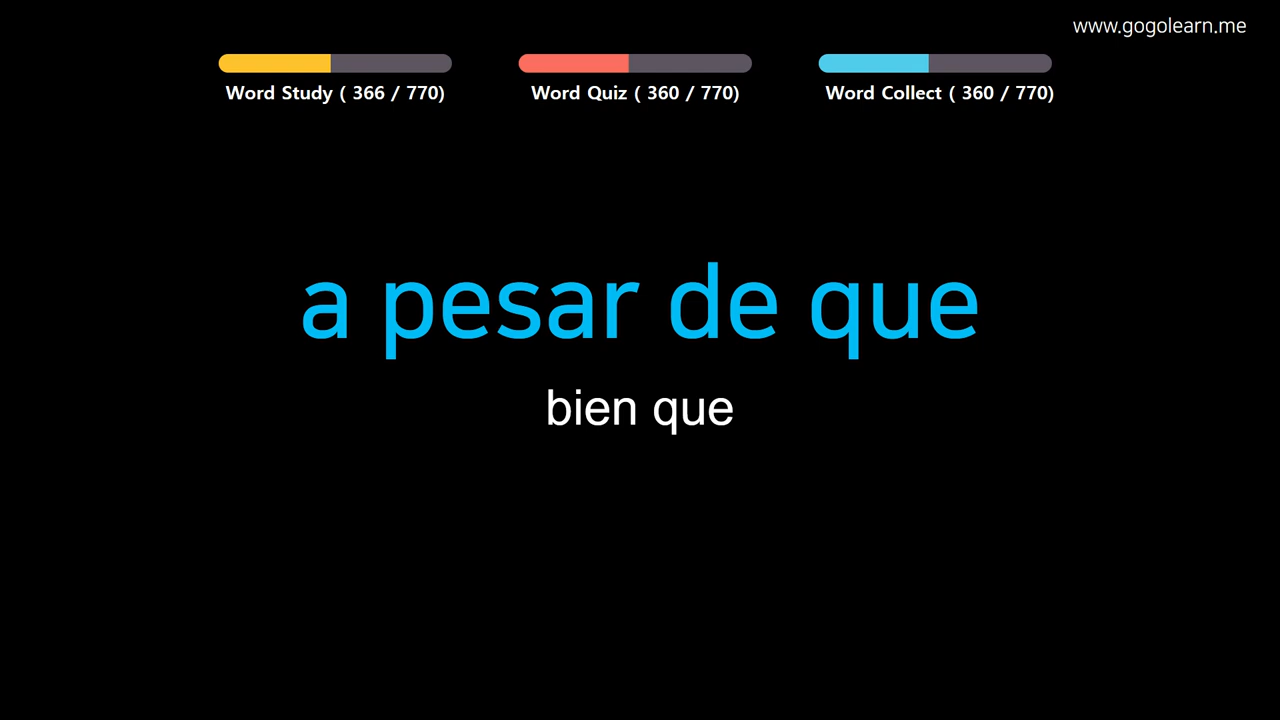 www.gogolearn.me
Word Study ( 366 / 770)
Word Quiz ( 360 / 770)
Word Collect ( 360 / 770)
a pesar de que
bien que